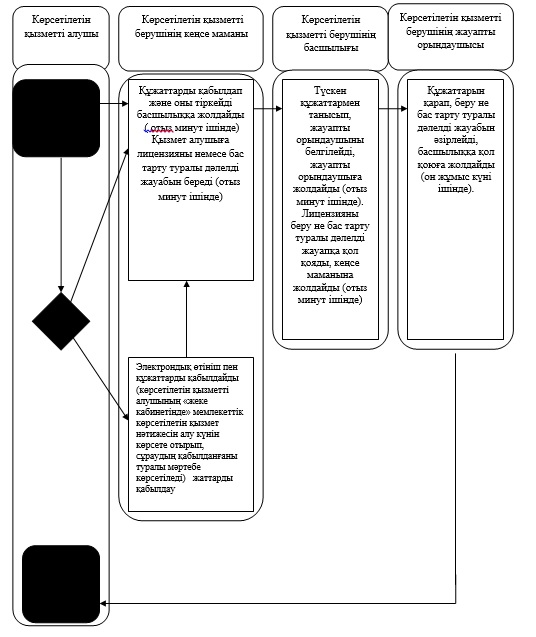 Көрсетілетін
қызметті алушы
Көрсетілетін қызметті
берушінің кеңсе маманы
Көрсетілетін
қызметті берушінің
басшылығы
Көрсетілетін қызметті
берушінің жауапты
орындаушысы
Құжаттарды қабылдап
және оны тіркейді
басшылыққа жолдайды
( отыз минут ішінде)
Қызмет алушыға
лицензияны немесе бас
тарту туралы дәлелді
жауабын береді (отыз
минут ішінде)
Түскен
құжаттармен
танысып,
жауапты
орындаушыны
белгілейді,
жауапты
орындаушыға
жолдайды (отыз
минут ішінде).
Лицензияны
беру не бас тарту
туралы дәлелді
жауапқа қол
қояды, кеңсе
маманына
жолдайды (отыз
минут ішінде)
Құжаттарын
қарап, беру не
бас тарту туралы
дәлелді жауабын
әзірлейді,
басшылыққа қол
қоюға жолдайды
(он жұмыс күні
ішінде).
Электрондық өтініш пен
құжаттарды қабылдайды
(көрсетілетін қызметті
алушының «жеке
кабинетінде» мемлекеттік
көрсетілетін қызмет
нәтижесін алу күнін
көрсете отырып,
сұраудың қабылданғаны
туралы мәртебе
көрсетіледі) жаттарды
қабылдау